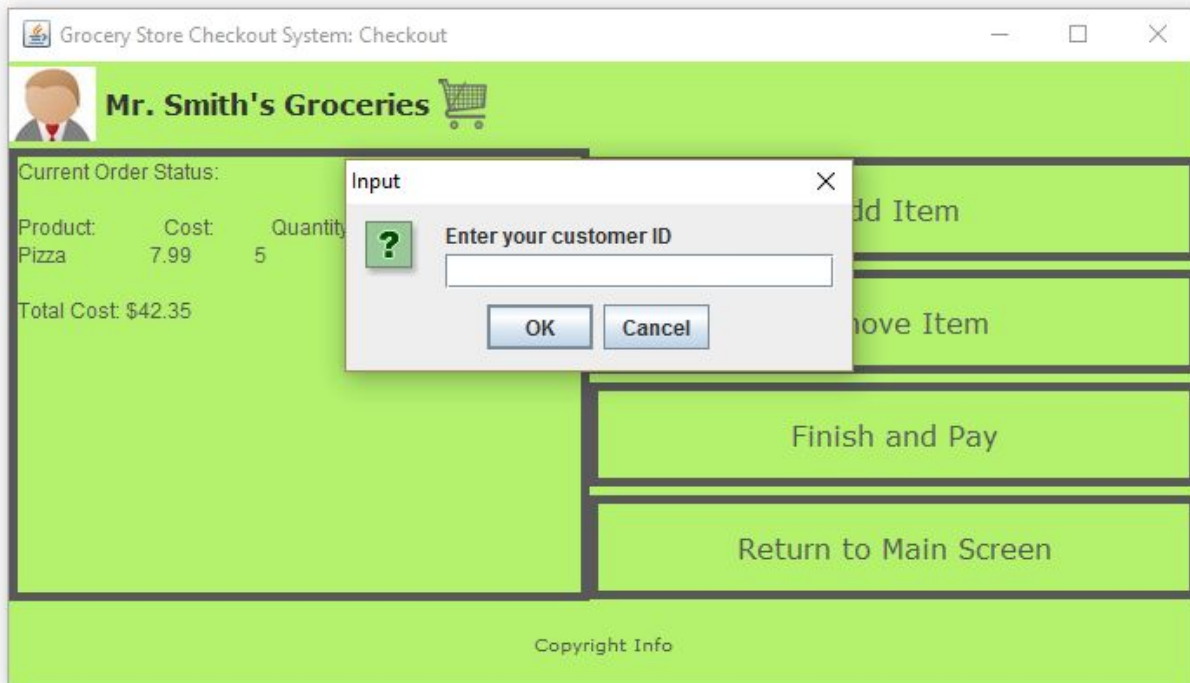 Grocery Store Checkout System: Checkout
Mr. Smith's Groceries
Current Order Status:
Product: Cost: Quantity
Pizza 7.99 5
Total Cost: $42.35
Input
Enter your customer ID
?
OK Cancel
Item
Item
Finish and Pay
Return to Main Screen
Copyright Info